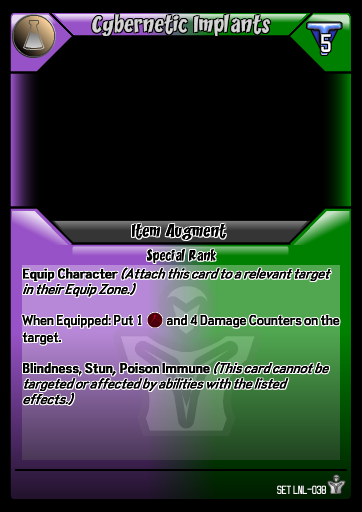 Cybernetic Implants
5
Item Augment
Special Rank
Equip Character (Attach this card to a relevant target
in their Equip Zone.)
When Equipped: Put 1 and 4 Damage Counters on the
target.
Blindness, Stun, Poison Immune (This card cannot be
targeted or affected by abilities with the listed
effects.)
SET LNL-038